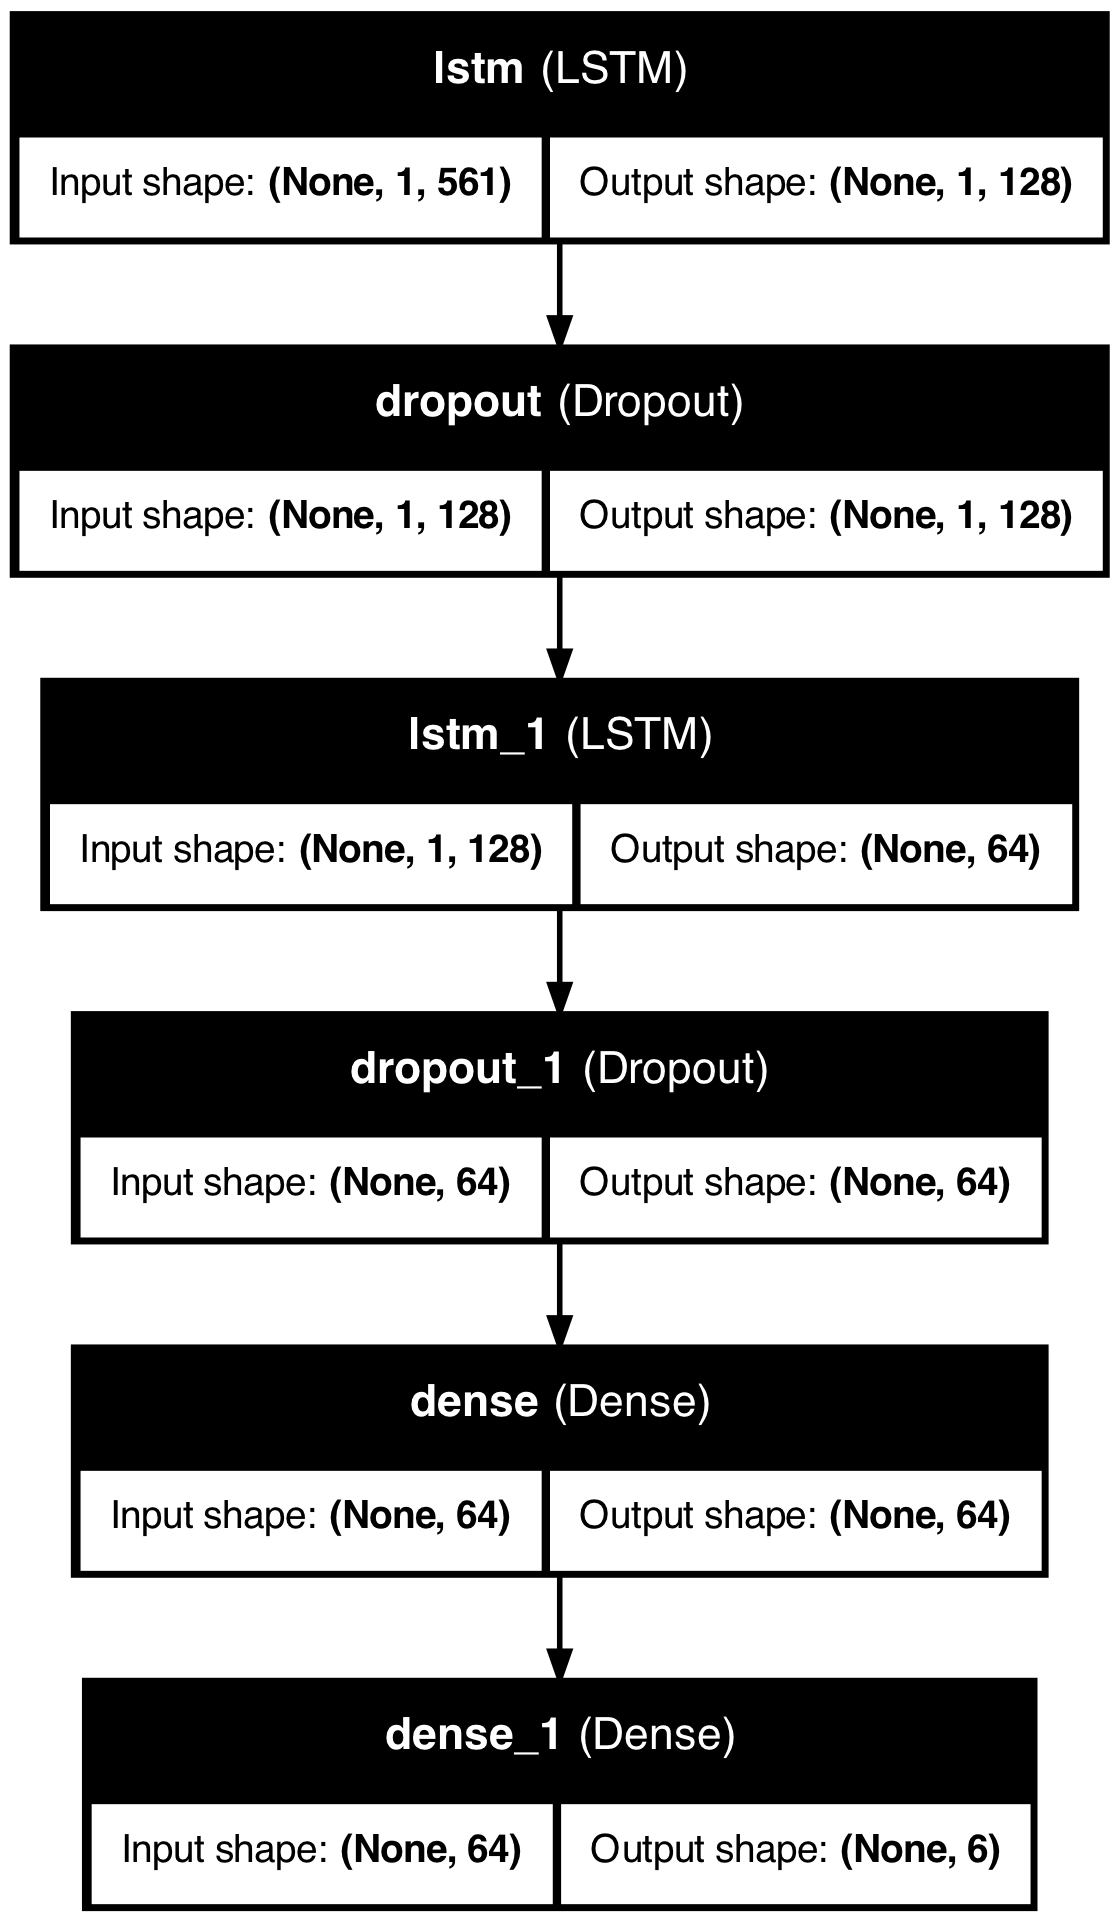 lstm (LSTM)
Input shape: (None, 1, 561) Output shape: (None, 1, 128)
dropout (Dropout)
Input shape: (None, 1, 128) Output shape: (None, 1, 128)
lstm_1 (LSTM)
Input shape: (None, 1, 128) Output shape: (None, 64)
dropout_1 (Dropout)
Input shape: (None, 64) Output shape: (None, 64)
dense (Dense)
Input shape: (None, 64) Output shape: (None, 64)
dense_1 (Dense)
Input shape: (None, 64) Output shape: (None, 6)